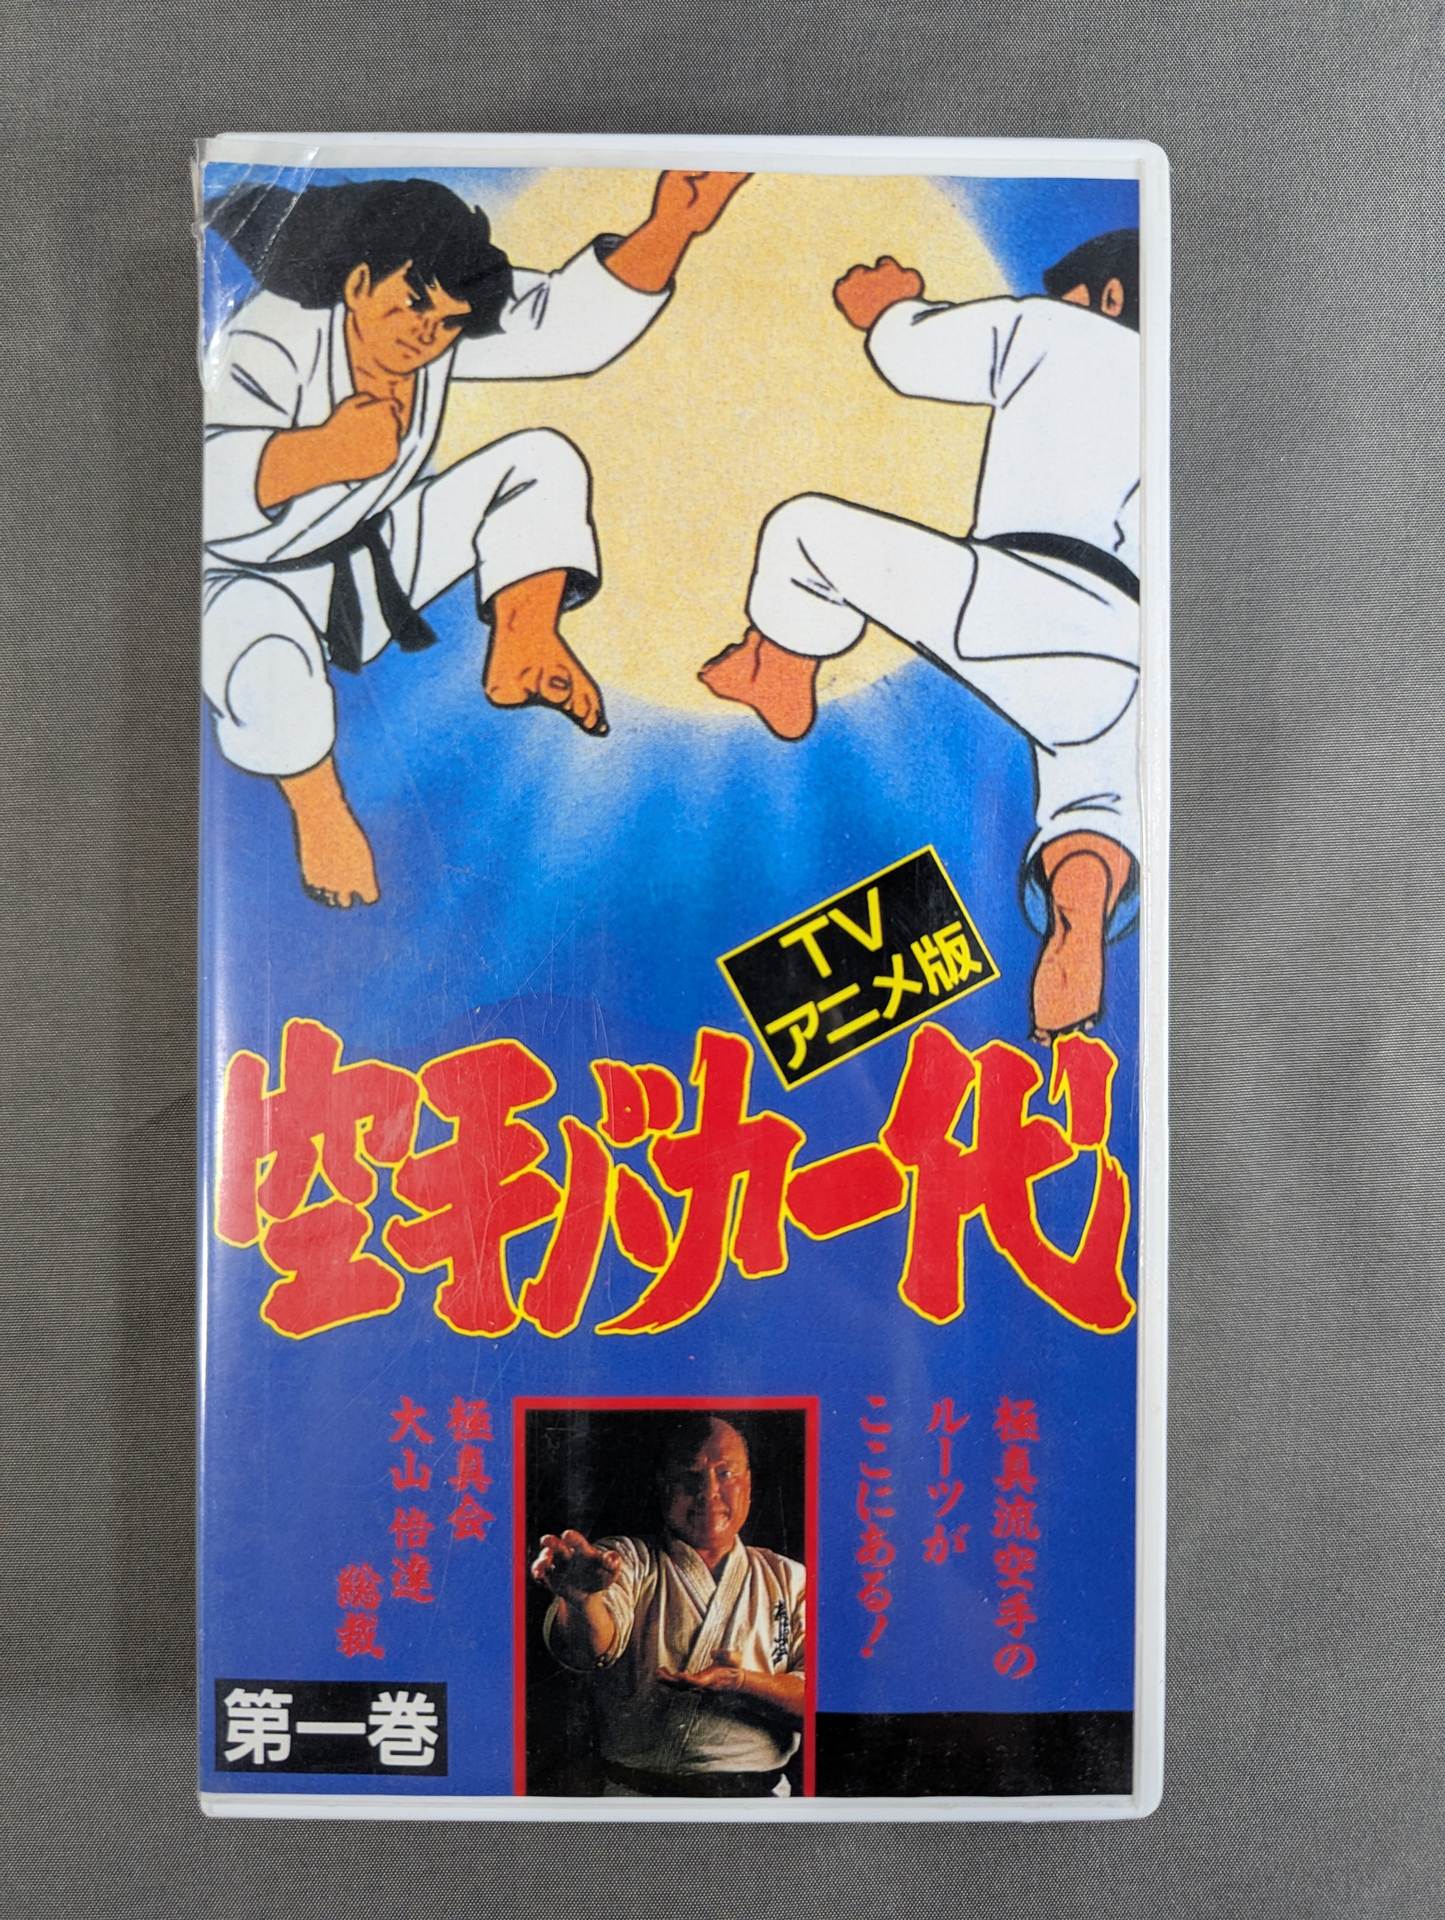 TV
アニメ版
空手バカ一代
極真流空手の
ルーツが
ここにある!
極真会
大山倍達
総裁
第一巻